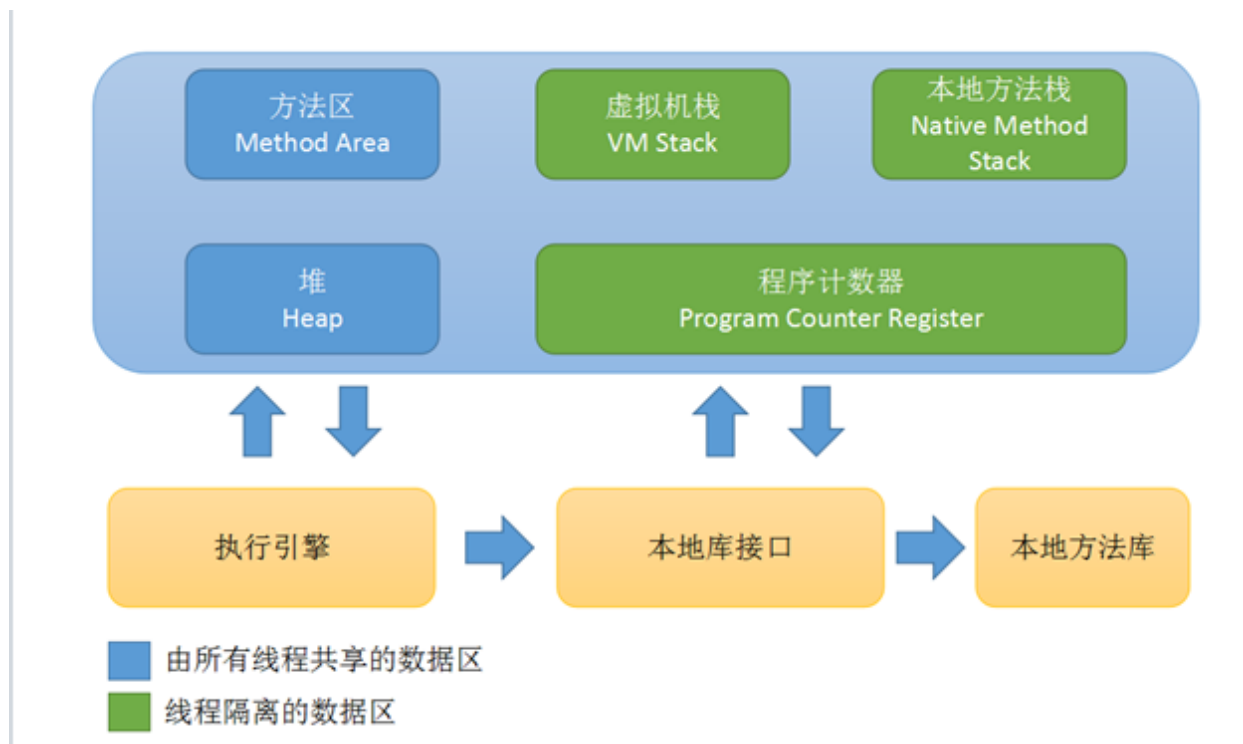 方法区
Method Area
虚拟机栈
VM Stack
本地方法栈
Native Method
Stack
堆
Heap
程序计数器
Program Counter Register
执行引擎
本地库接口
本地方法库
由所有线程共享的数据区
线程隔离的数据区